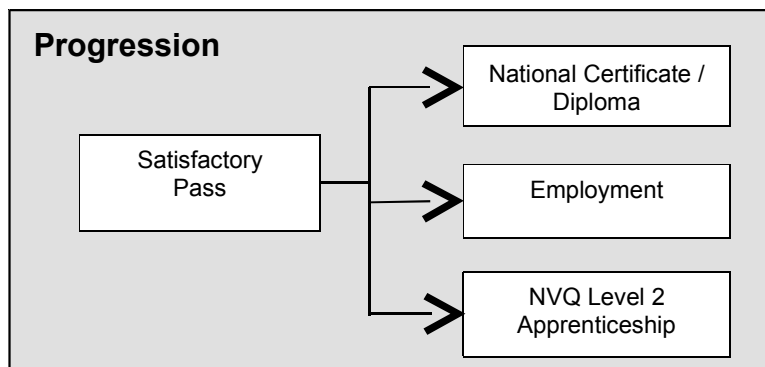 Progression
Satisfactory
Pass
National Certificate /
Diploma
Employment
NVQ Level 2
Apprenticeship